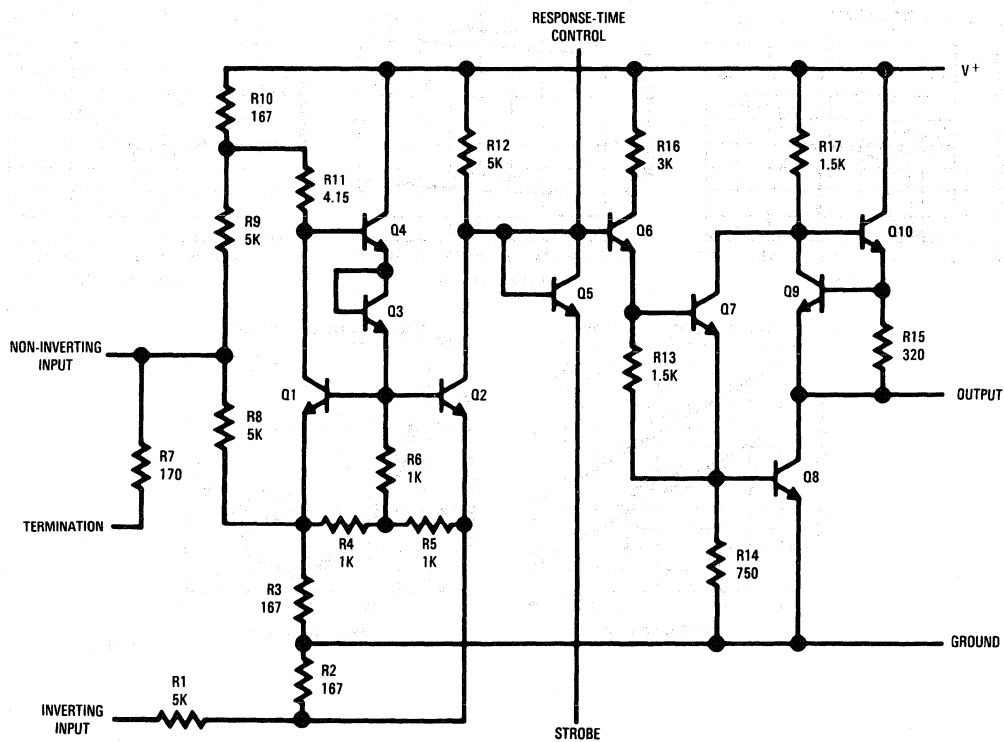 RESPONSE-TIME
CONTROL
V+
R10
167
R12
5K
R16
3K
R17
1.5K
R11
4.15
Q4
Q6
Q10
R9
5K
Q3
Q5
Q7
Q9
NON-INVERTING
INPUT
R13
1.5K
R15
320
R8
5K
Q1
Q2
OUTPUT
R7
170
R6
1K
Q8
TERMINATION
R4
1K
R5
1K
R14
750
R3
167
GROUND
R2
167
R1
5K
INVERTING
INPUT
STROBE